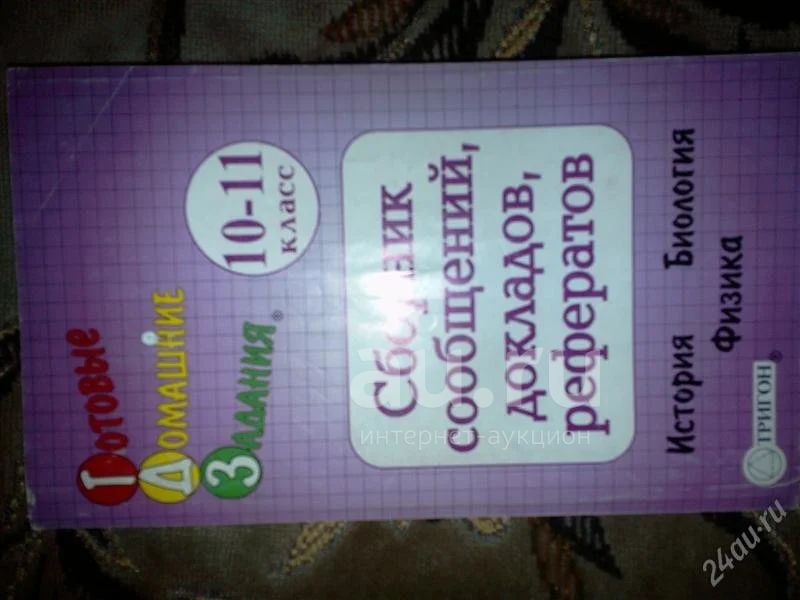 Готовые
Домашние
Задания®
10-11
класс
Сборник
сообщений,
докладов,
рефератов
История Биология
Физика
ТРИГОН®
au.ru
интернет-аукцион
24au.ru